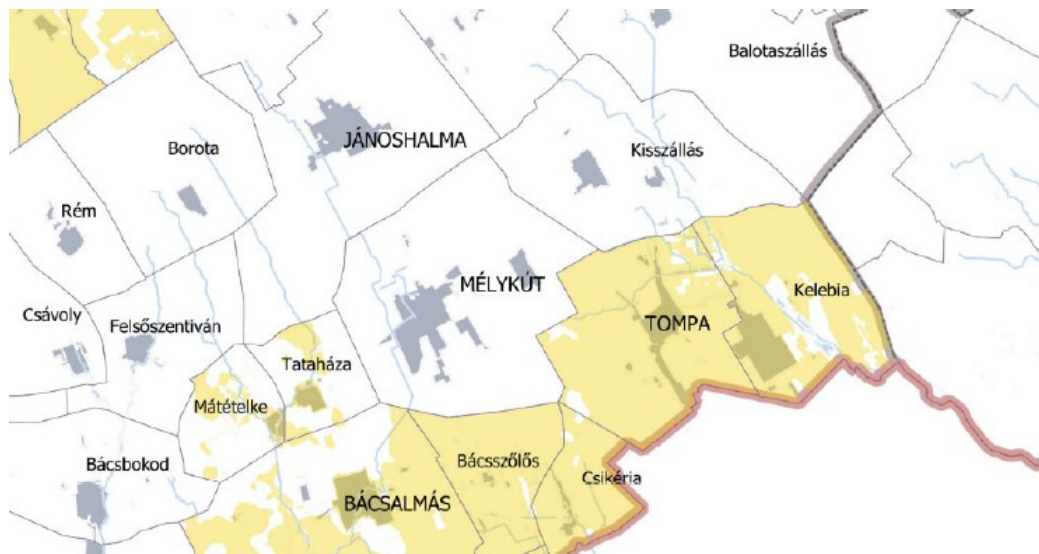 Balotaszállás
JÁNOSHALMA
Borota
Kisszállás
Rém
MÉLYKÚT
Kelebia
Csávoly
Felsőszentiván
TOMPA
Tataháza
Mátételke
Bácsbokod
Bácsszőlős
Csikéria
BÁCSALMÁS